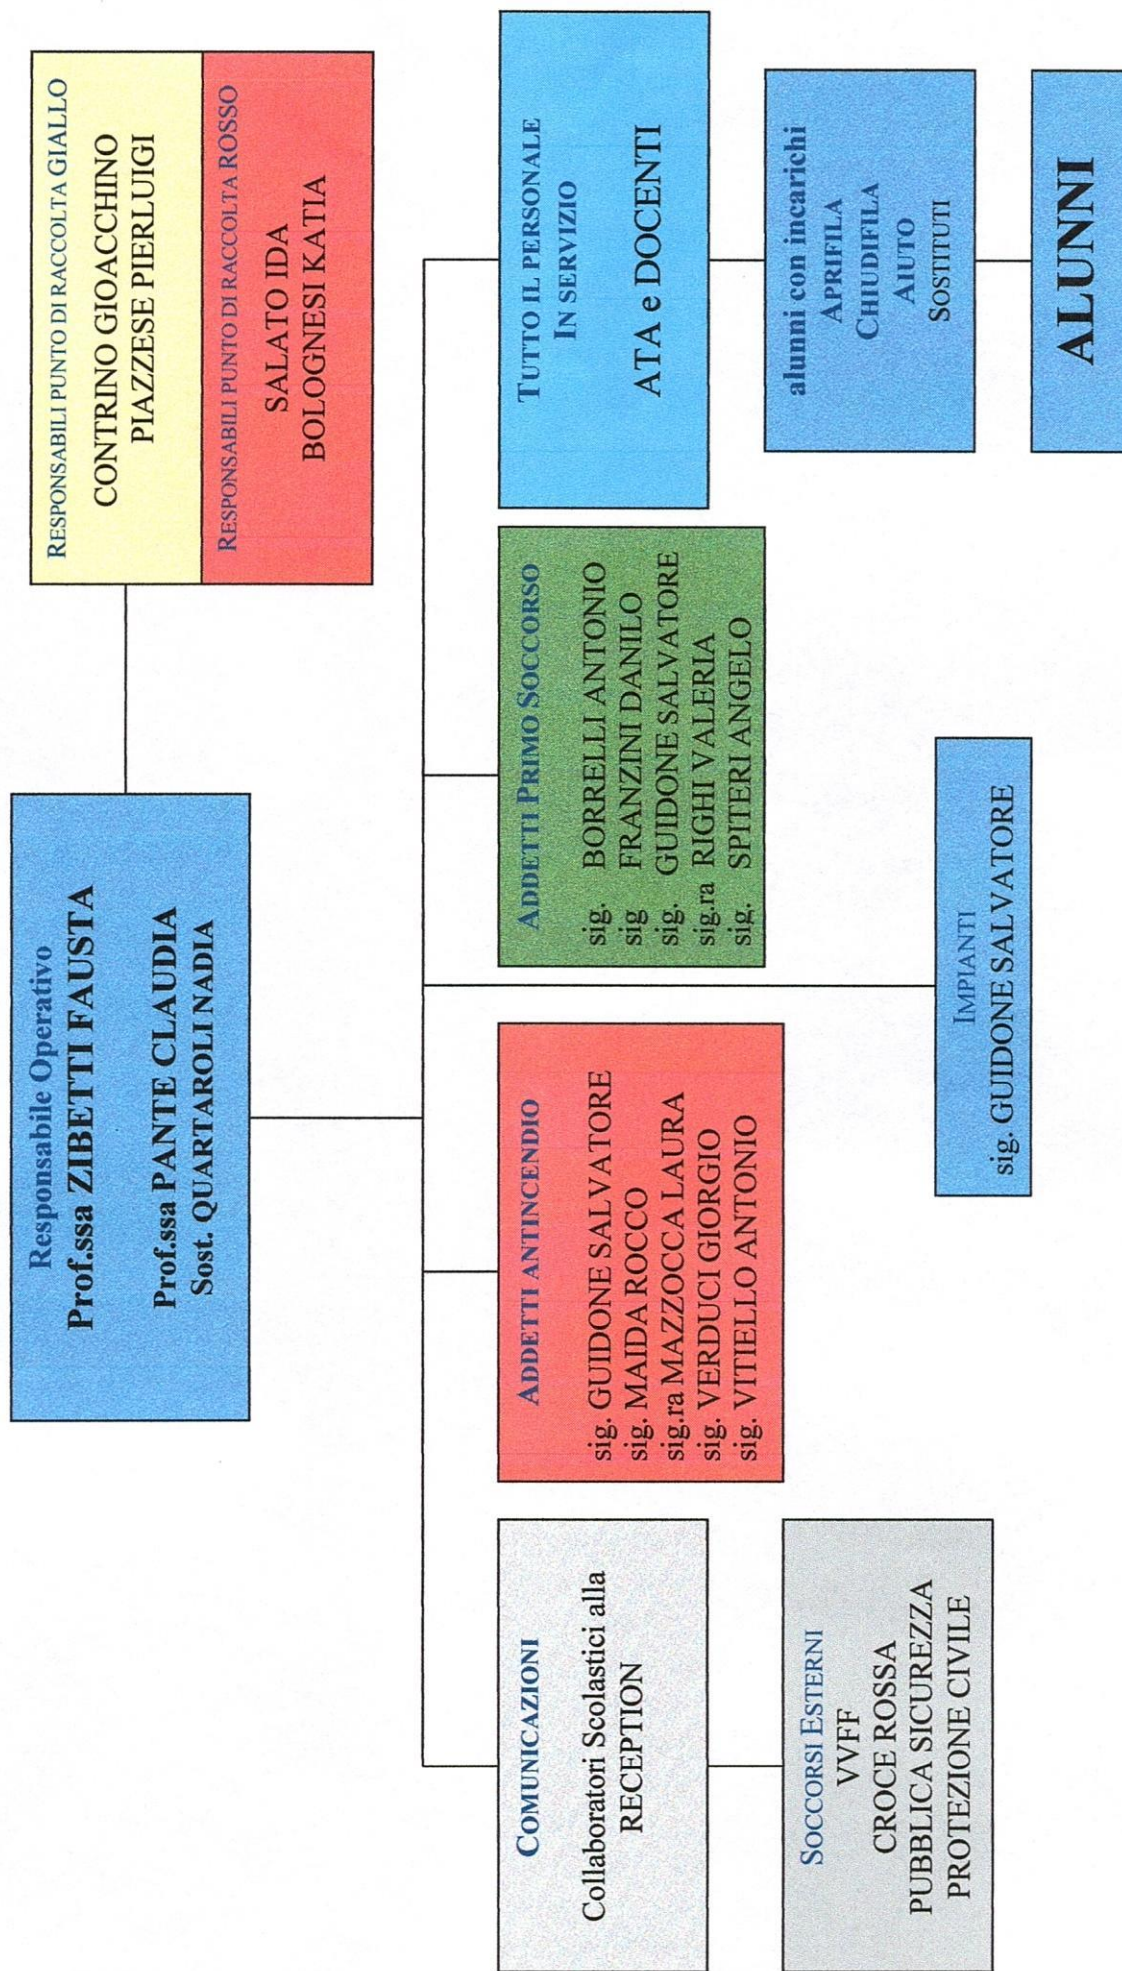 Responsabile Operativo
Prof.ssa ZIBETTI FAUSTA
Prof.ssa PANTE CLAUDIA
Sost. QUARTAROLI NADIA
RESPONSABILI PUNTO DI RACCOLTA GIALLO
CONTRINO GIOACCHINO
PIAZZESE PIERLUIGI
RESPONSABILI PUNTO DI RACCOLTA ROSSO
SALATO IDA
BOLOGNESI KATIA
COMUNICAZIONI
Collaboratori Scolastici alla
RECEPTION
SOCCORSI ESTERNI
VVFF
CROCE ROSSA
PUBBLICA SICUREZZA
PROTEZIONE CIVILE
ADDETTI ANTINCENDIO
sig. GUIDONE SALVATORE
sig. MAIDA ROCCO
sig.ra MAZZOCCA LAURA
sig. VERDUCI GIORGIO
sig. VITIELLO ANTONIO
IMPIANTI
sig. GUIDONE SALVATORE
ADDETTI PRIMO SOCCORSO
sig. BORRELLI ANTONIO
sig FRANZINI DANILO
sig. GUIDONE SALVATORE
sig.ra RIGHI VALERIA
sig. SPITERI ANGELO
TUTTO IL PERSONALE
IN SERVIZIO
ATA e DOCENTI
alunni con incarichi
APRIFILA
CHIUDIFILA
AIUTO
SOSTITUTI
ALUNNI